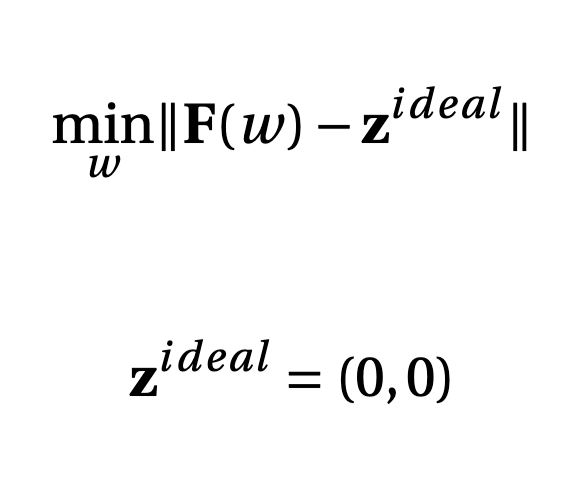 min‖𝐅(w) − 𝐳^{ideal}‖
w
𝐳^{ideal} = (0,0)